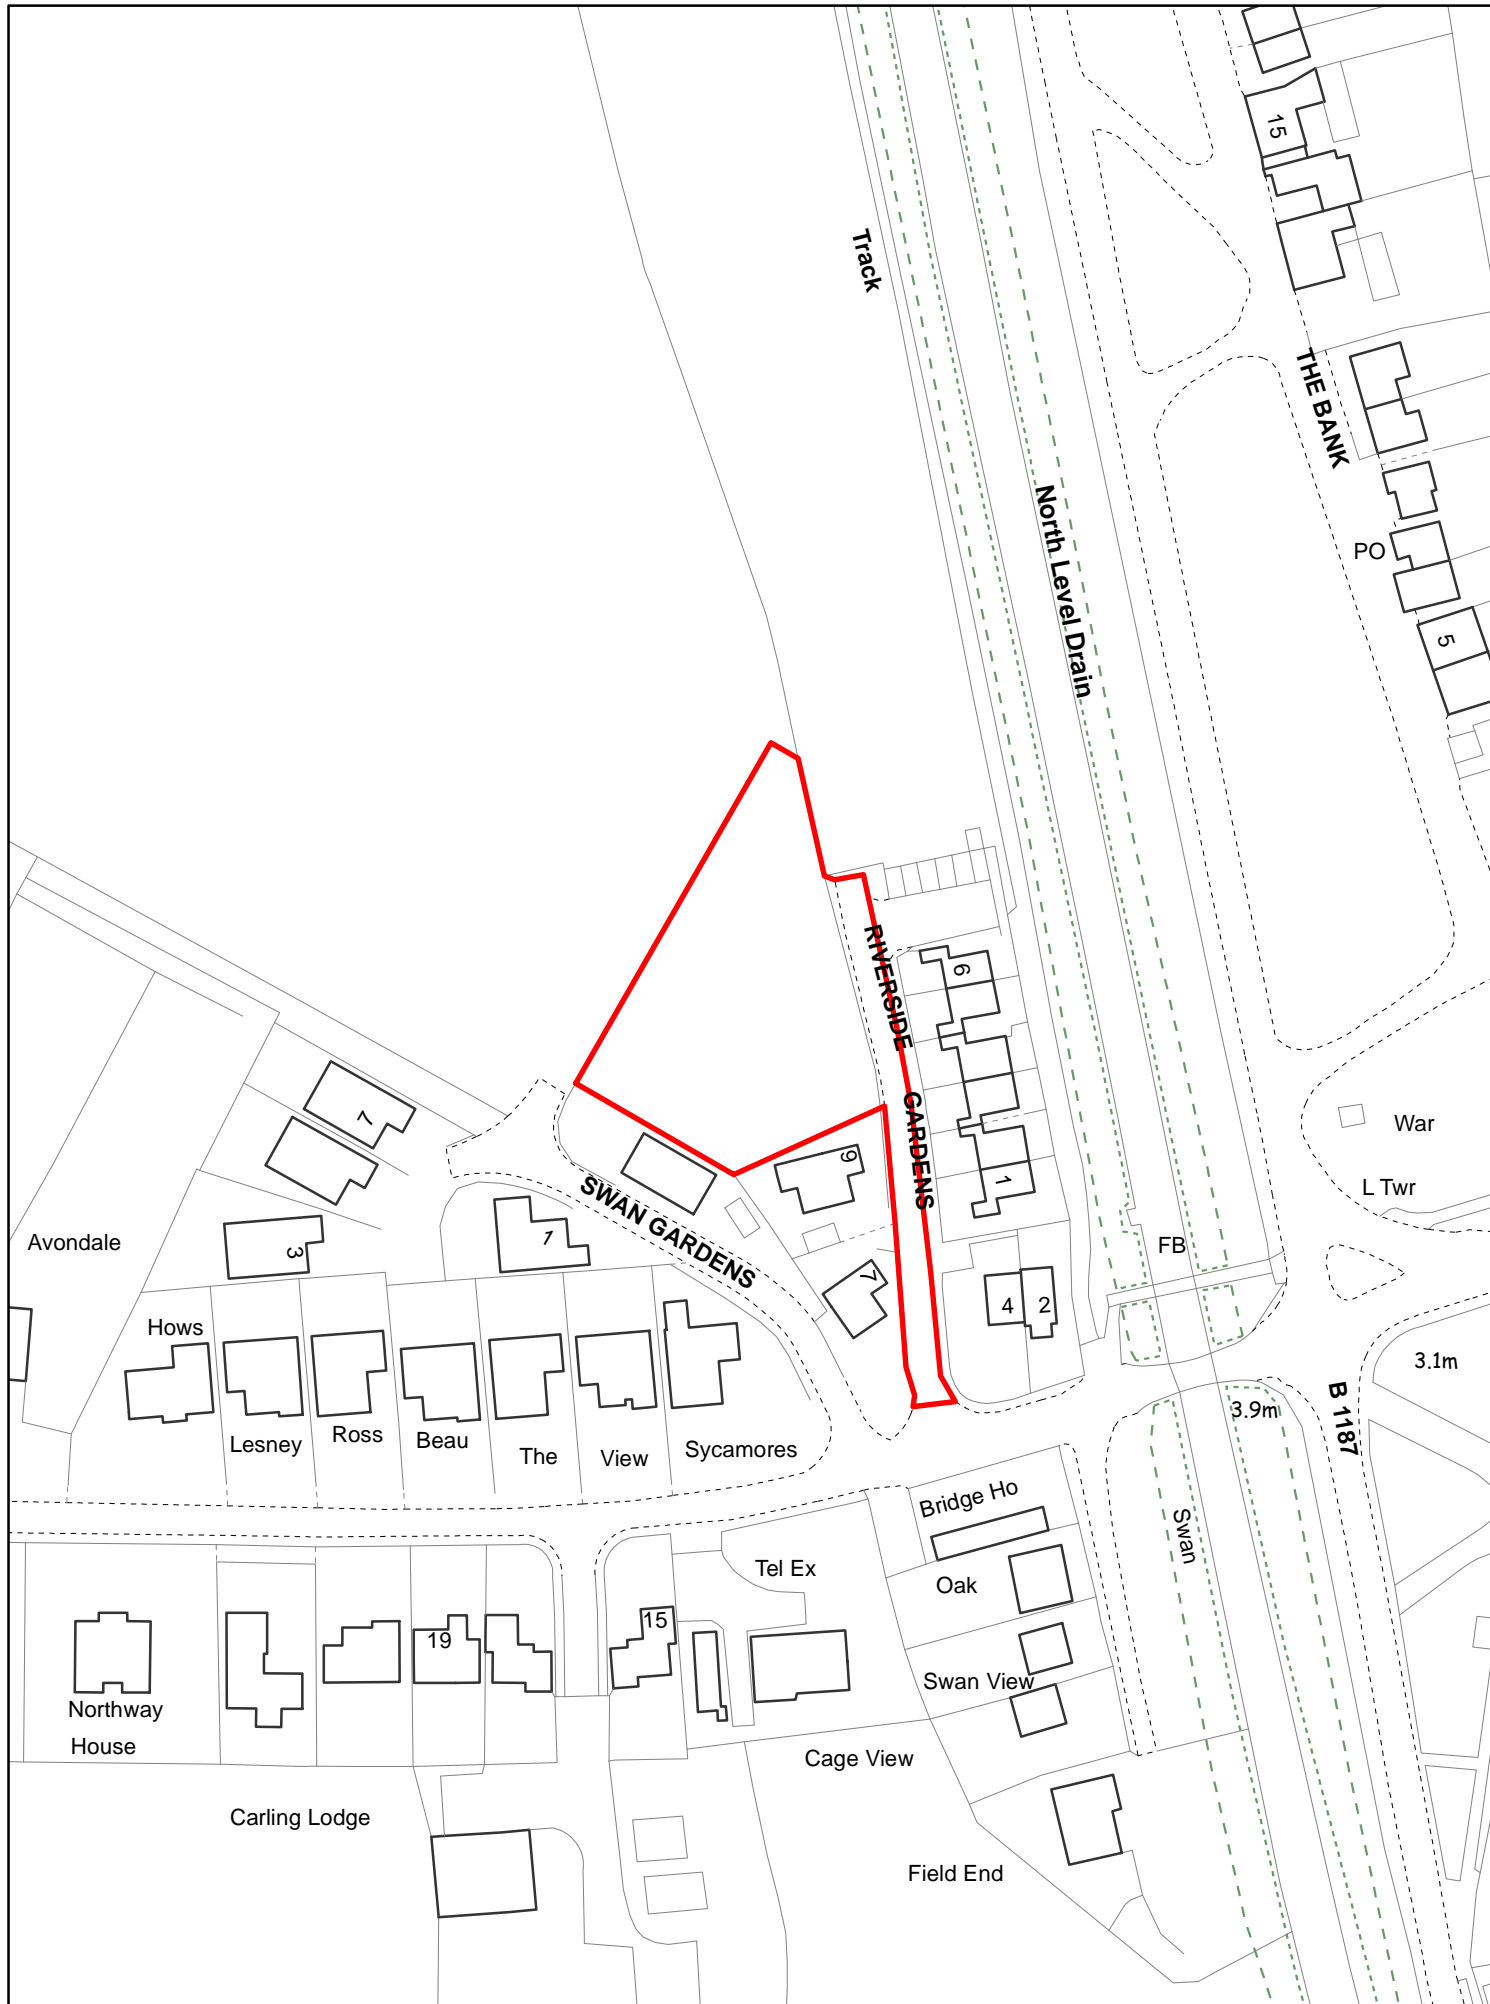 15
Track
THE BANK
North Level Drain
PO
5
RIVERSIDE
GARDENS
6
7
War
9
L Twr
1
SWAN GARDENS
Avondale
3
1
FB
7
4
2
Hows
3.1m
B 1187
3.9m
Lesney
Ross
Beau
The
View
Sycamores
Bridge Ho
Swan
Tel Ex
Oak
15
19
Swan View
Northway
House
Cage View
Carling Lodge
Field End